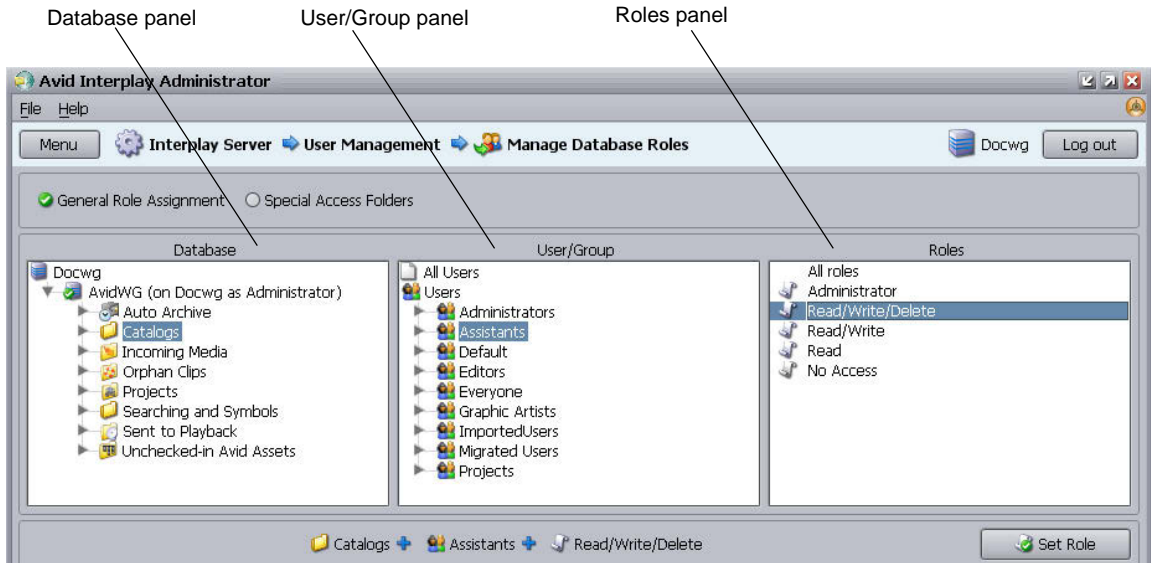 Database panel
User/Group panel
Roles panel
Avid Interplay Administrator
File Help
Menu Interplay Server User Management Manage Database Roles Docwg Log out
General Role Assignment Special Access Folders
Database
Docwg
AvidWG (on Docwg as Administrator)
Auto Archive
Catalogs
Incoming Media
Orphan Clips
Projects
Searching and Symbols
Sent to Playback
Unchecked-in Avid Assets
User/Group
All Users
Users
Administrators
Assistants
Default
Editors
Everyone
Graphic Artists
ImportedUsers
Migrated Users
Projects
Roles
All roles
Administrator
Read/Write/Delete
Read/Write
Read
No Access
Catalogs Assistants Read/Write/Delete
Set Role